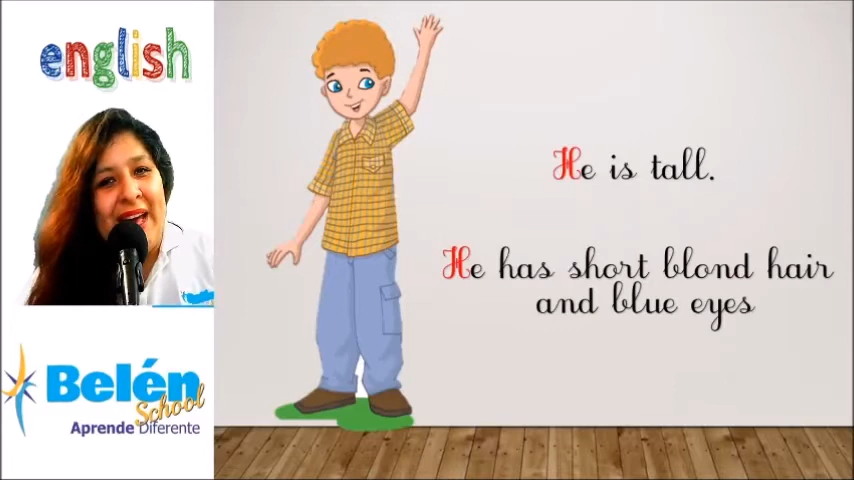 english
Belén
School
Aprende Diferente
He is tall.
He has short blond hair
and blue eyes